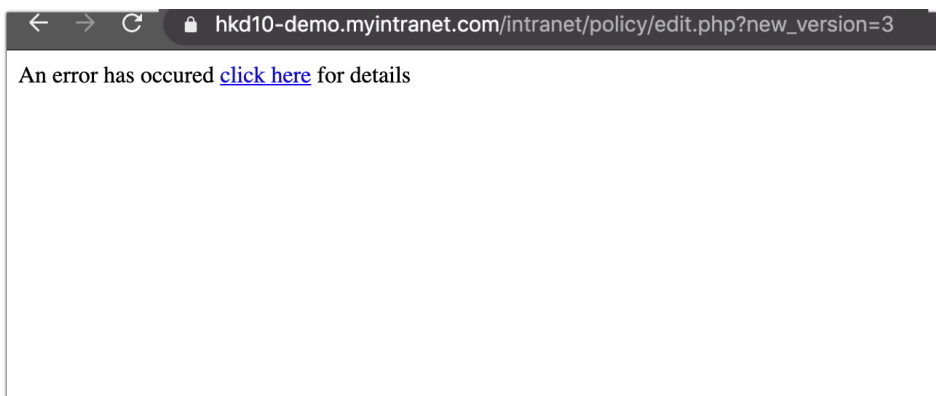 hkd10-demo.myintranet.com/intranet/policy/edit.php?new_version=3
An error has occured click here for details